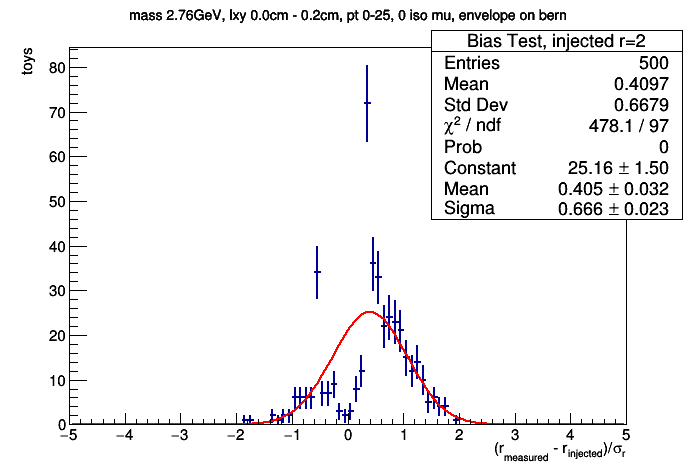 mass 2.76GeV, lxy 0.0cm - 0.2cm, pt 0-25, 0 iso mu, envelope on bern
Bias Test, injected r=2
Entries 500
Mean 0.4097
Std Dev 0.6679
χ² / ndf 478.1 / 97
Prob 0
Constant 25.16 ± 1.50
Mean 0.405 ± 0.032
Sigma 0.666 ± 0.023
toys
80
70
60
50
40
30
20
10
0
−5 −4 −3 −2 −1 0 1 2 3 4 5
(r_measured - r_injected)/σ_r